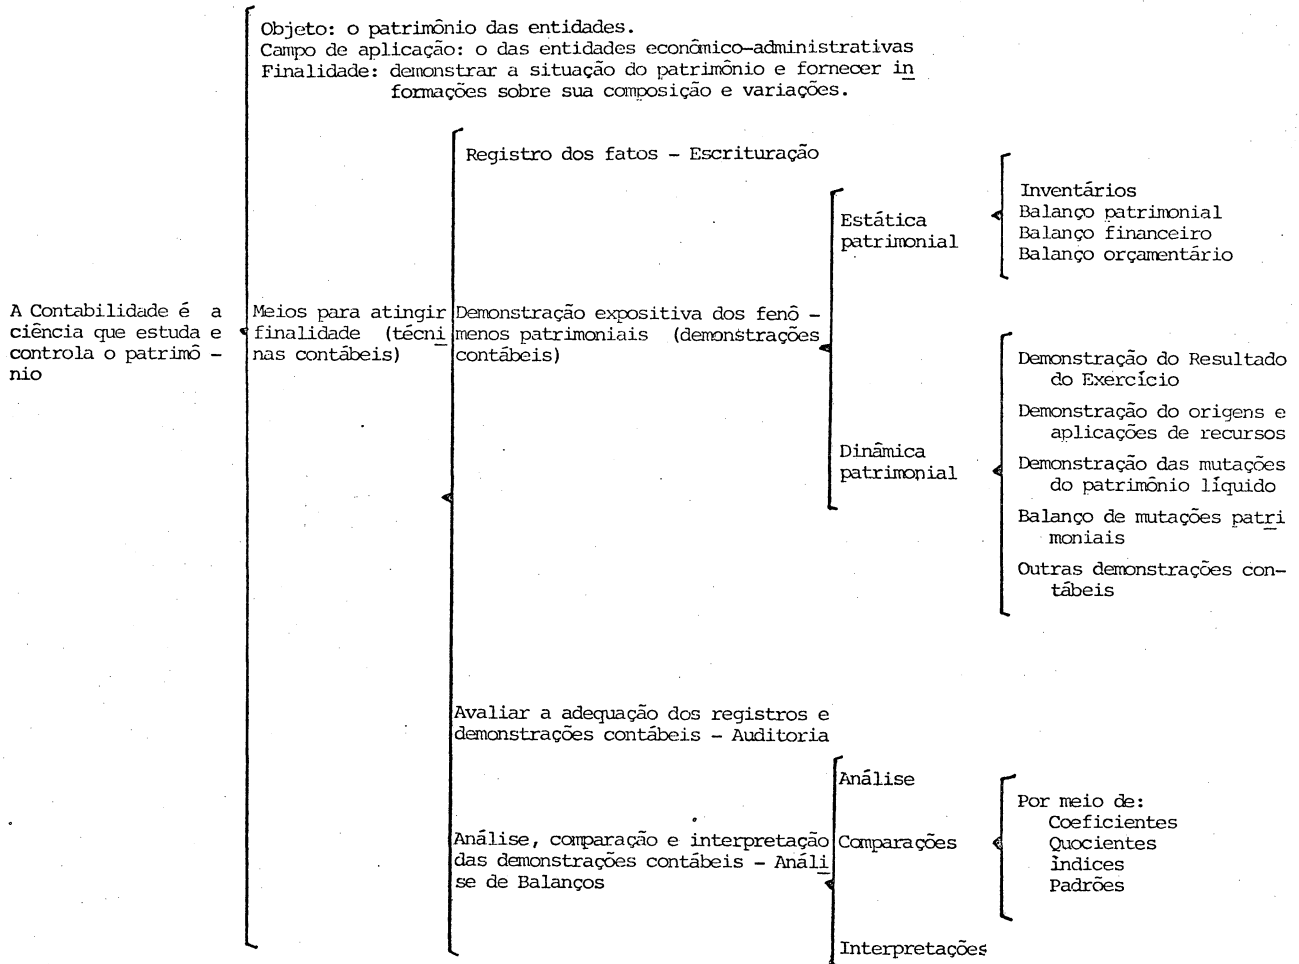 Objeto: o patrimônio das entidades.
Campo de aplicação: o das entidades econômico-administrativas
Finalidade: demonstrar a situação do patrimônio e fornecer in
formações sobre sua composição e variações.
A Contabilidade é a
ciência que estuda e
controla o patrimô -
nio
Meios para atingir
finalidade (técni
nas contábeis)
Registro dos fatos - Escrituração
Demonstração expositiva dos fenô -
menos patrimoniais (demonstrações
contábeis)
Estática
patrimonial
Inventários
Balanço patrimonial
Balanço financeiro
Balanço orçamentário
Dinâmica
patrimonial
Demonstração do Resultado
do Exercício
Demonstração do origens e
aplicações de recursos
Demonstração das mutações
do patrimônio líquido
Balanço de mutações patri
moniais
Outras demonstrações con-
tábeis
Avaliar a adequação dos registros e
demonstrações contábeis - Auditoria
Análise, comparação e interpretação
das demonstrações contábeis - Análi
se de Balanços
Análise
Comparações
Interpretações
Por meio de:
Coeficientes
Quocientes
índices
Padrões